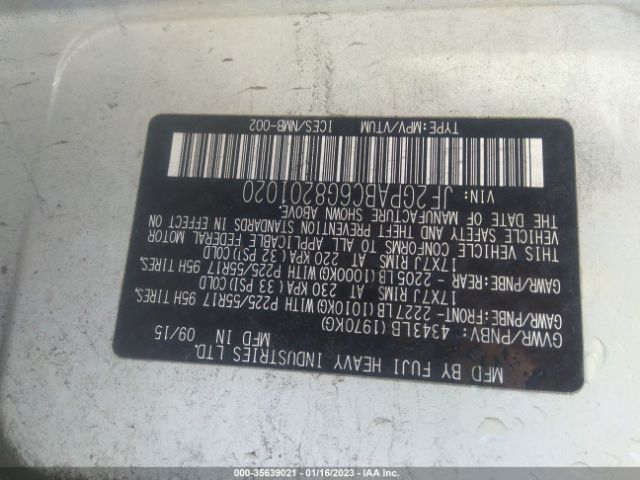 MFD BY FUJI HEAVY INDUSTRIES LTD.
09/15 MFD IN
GVWR/PNBV: 4343LB (1970KG)
GAWR/PNBE:FRONT- 2227LB (1010KG)WITH P225/55R17 95H TIRES,
17X7J RIMS AT 230 KPA (33 PSI) COLD
GAWR/PNBE:REAR - 2205LB (1000KG)WITH P225/55R17 95H TIRES,
17X7J RIMS AT 220 KPA (32 PSI) COLD
THIS VEHICLE CONFORMS TO ALL APPLICABLE FEDERAL MOTOR
VEHICLE SAFETY AND THEFT PREVENTION STANDARDS IN EFFECT ON
THE DATE OF MANUFACTURE SHOWN ABOVE.
VIN: JF2GPABC6G8201020
TYPE:MPV/VTUM ICES/NMB-002
000-35639021 - 01/16/2023 - IAA Inc.